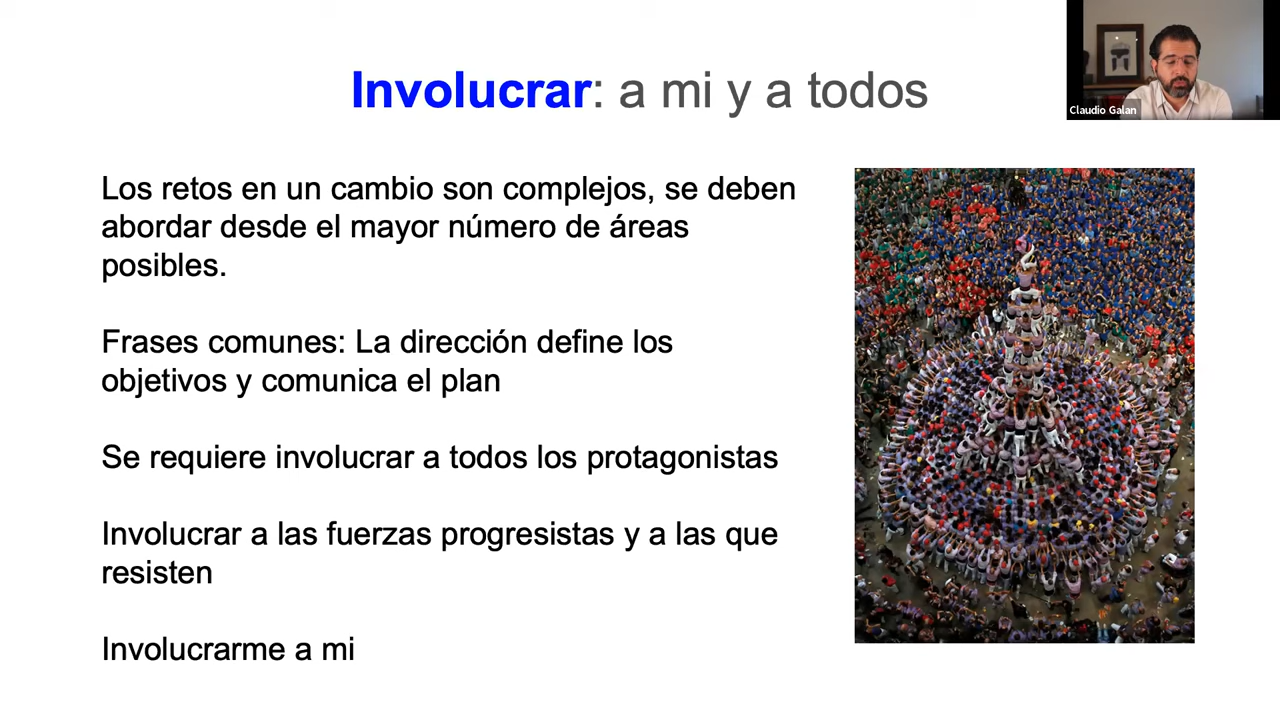 Involucrar: a mi y a todos
Claudio Galan
Los retos en un cambio son complejos, se deben
abordar desde el mayor número de áreas
posibles.
Frases comunes: La dirección define los
objetivos y comunica el plan
Se requiere involucrar a todos los protagonistas
Involucrar a las fuerzas progresistas y a las que
resisten
Involucrarme a mi